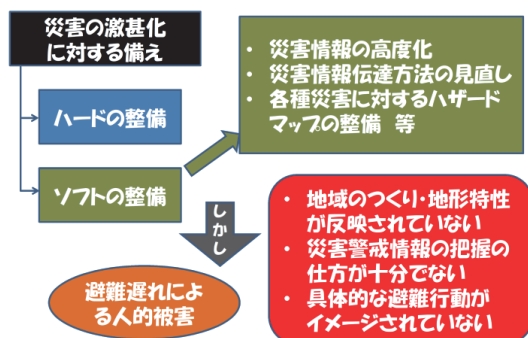 災害の激甚化
に対する備え
ハードの整備
ソフトの整備
・ 災害情報の高度化
・ 災害情報伝達方法の見直し
・ 各種災害に対するハザード
マップの整備 等
しかし
避難遅れによ
る人的被害
・ 地域のつくり・地形特性
が反映されていない
・ 災害警戒情報の把握の
仕方が十分でない
・ 具体的な避難行動が
イメージされていない